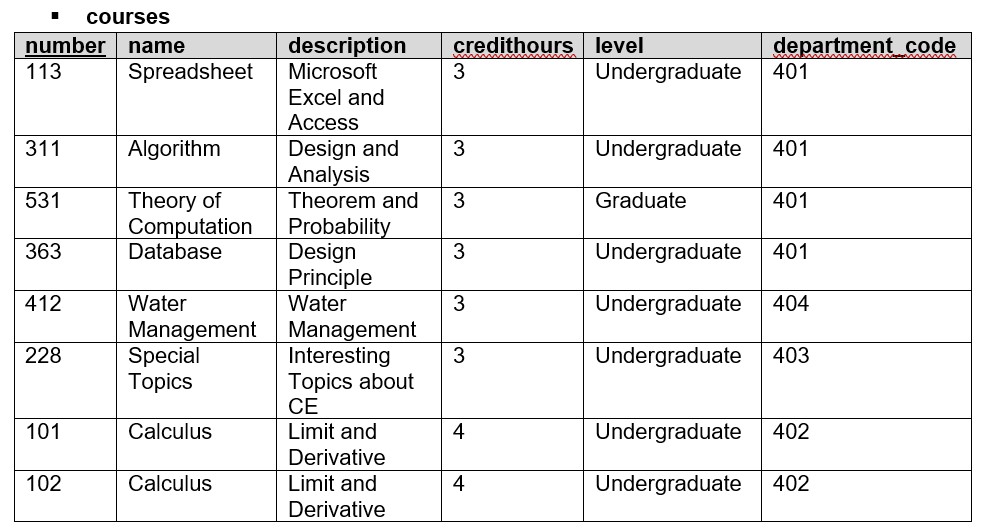 ▪ courses
number name description credithours level department_code
113 Spreadsheet Microsoft 3 Undergraduate 401
Excel and
Access
311 Algorithm Design and 3 Undergraduate 401
Analysis
531 Theory of Theorem and 3 Graduate 401
Computation Probability
363 Database Design 3 Undergraduate 401
Principle
412 Water Water 3 Undergraduate 404
Management Management
228 Special Interesting 3 Undergraduate 403
Topics Topics about
CE
101 Calculus Limit and 4 Undergraduate 402
Derivative
102 Calculus Limit and 4 Undergraduate 402
Derivative